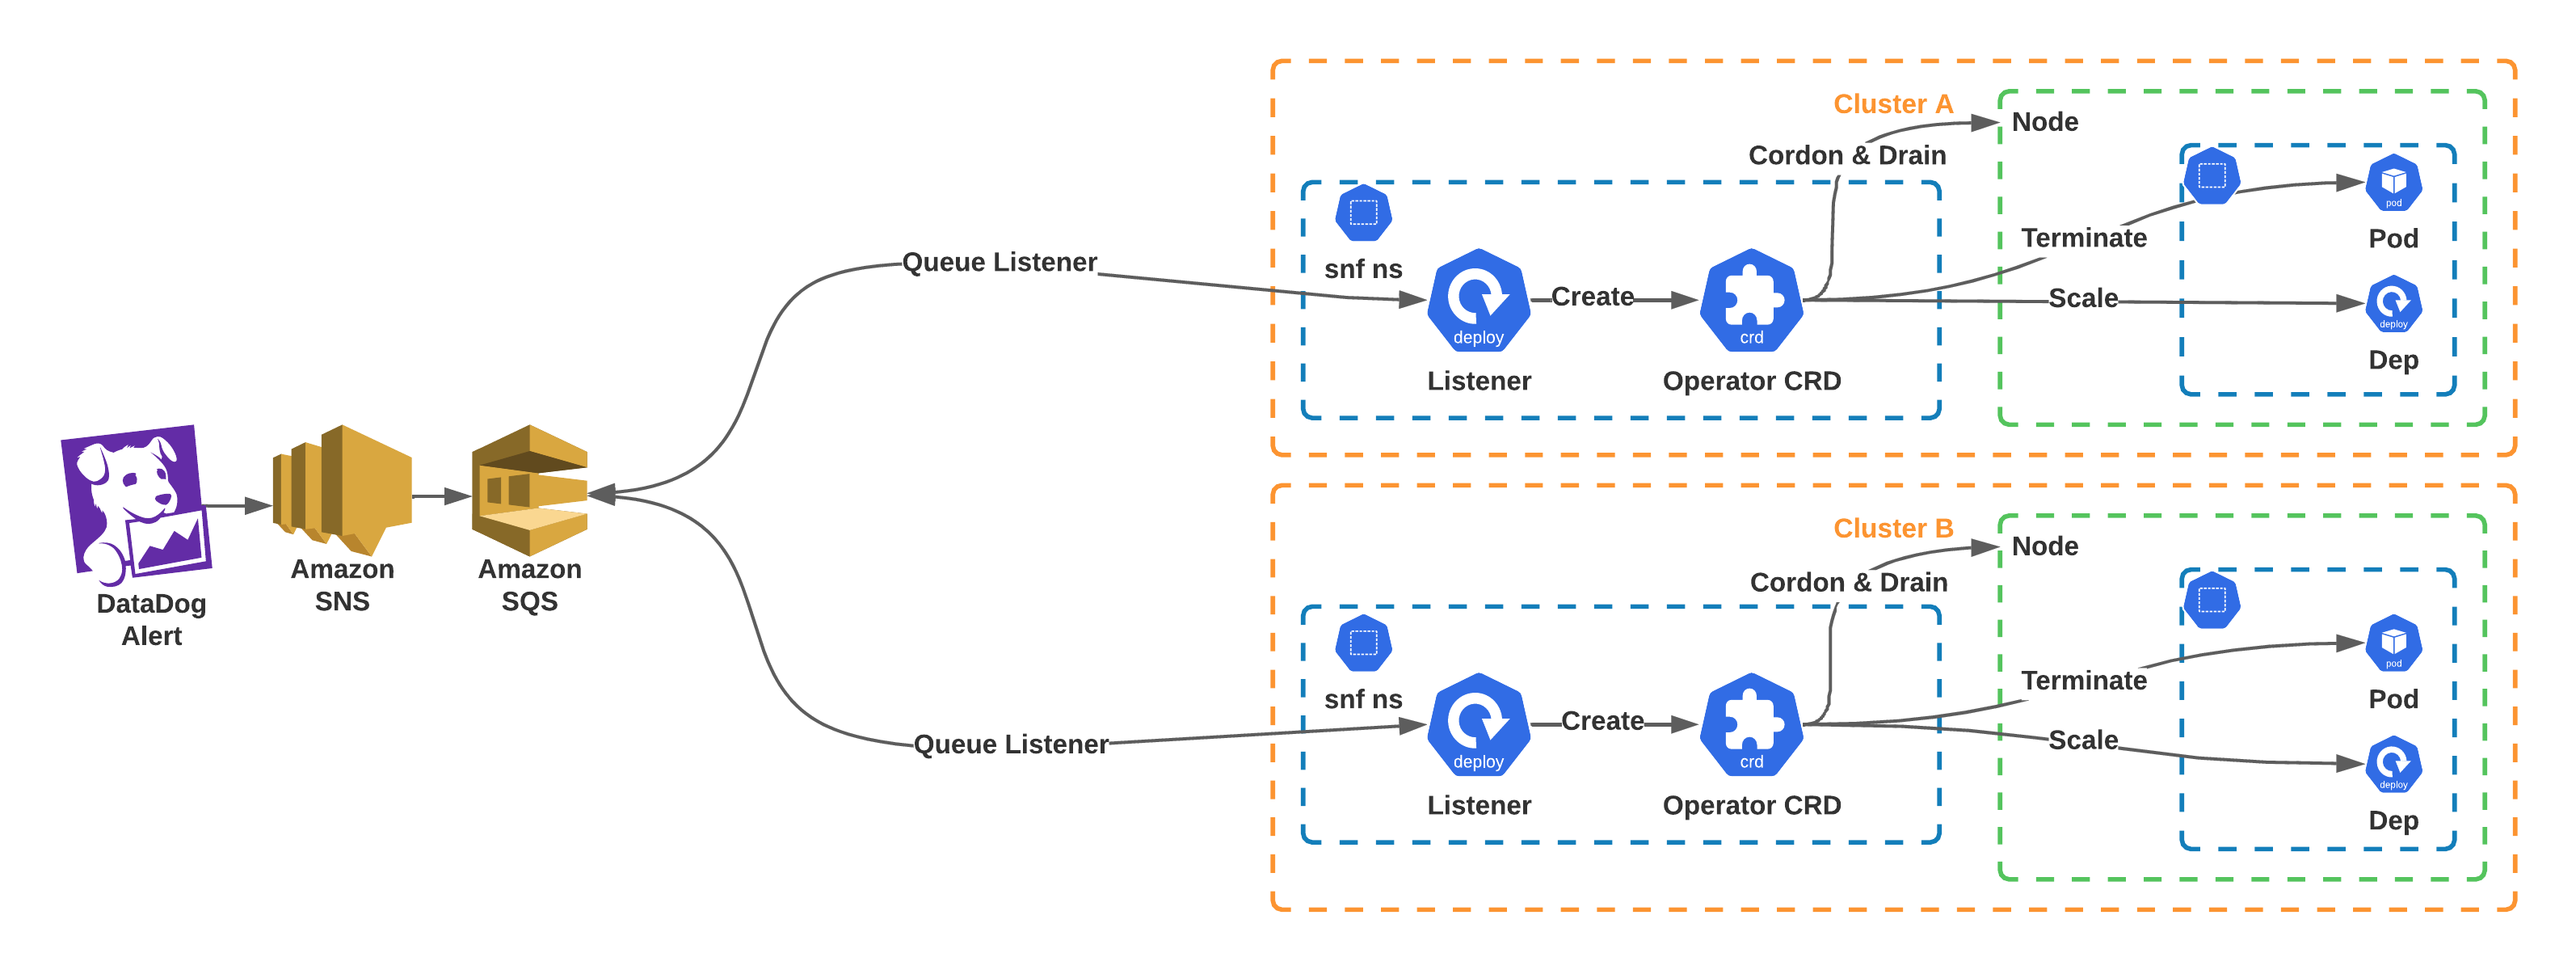 DataDog
Alert
Amazon
SNS
Amazon
SQS
Queue Listener
Queue Listener
Cluster A
Cordon & Drain
snf ns
deploy
Listener
Create
crd
Operator CRD
Node
Terminate
Scale
pod
Pod
deploy
Dep
Cluster B
Cordon & Drain
snf ns
deploy
Listener
Create
crd
Operator CRD
Node
Terminate
Scale
pod
Pod
deploy
Dep